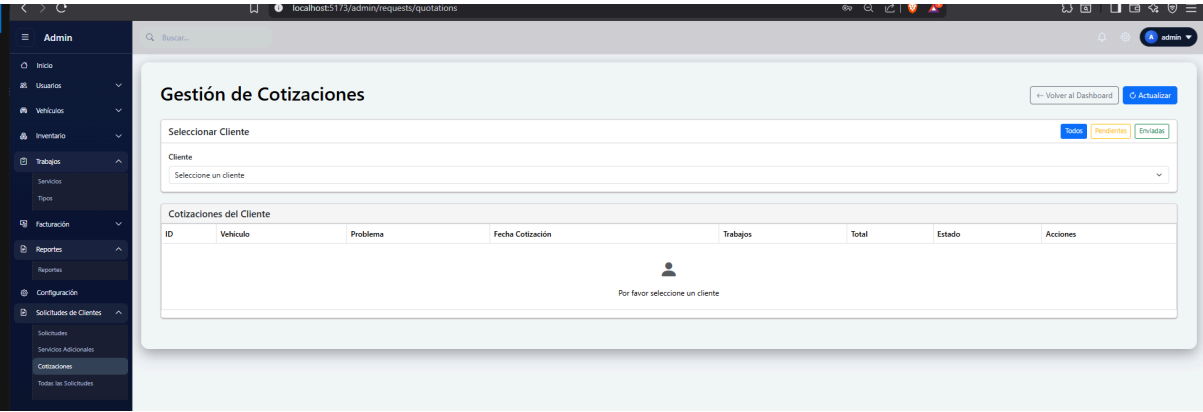 localhost:5173/admin/requests/quotations
Admin
Buscar...
A admin
Inicio
Usuarios
Vehículos
Inventario
Trabajos
Servicios
Tipos
Facturación
Reportes
Reportes
Configuración
Solicitudes de Clientes
Solicitudes
Servicios Adicionales
Cotizaciones
Todas las Solicitudes
Gestión de Cotizaciones
← Volver al Dashboard
Actualizar
Seleccionar Cliente
Todos Pendientes Enviadas
Cliente
Seleccione un cliente
Cotizaciones del Cliente
ID Vehículo Problema Fecha Cotización Trabajos Total Estado Acciones
Por favor seleccione un cliente